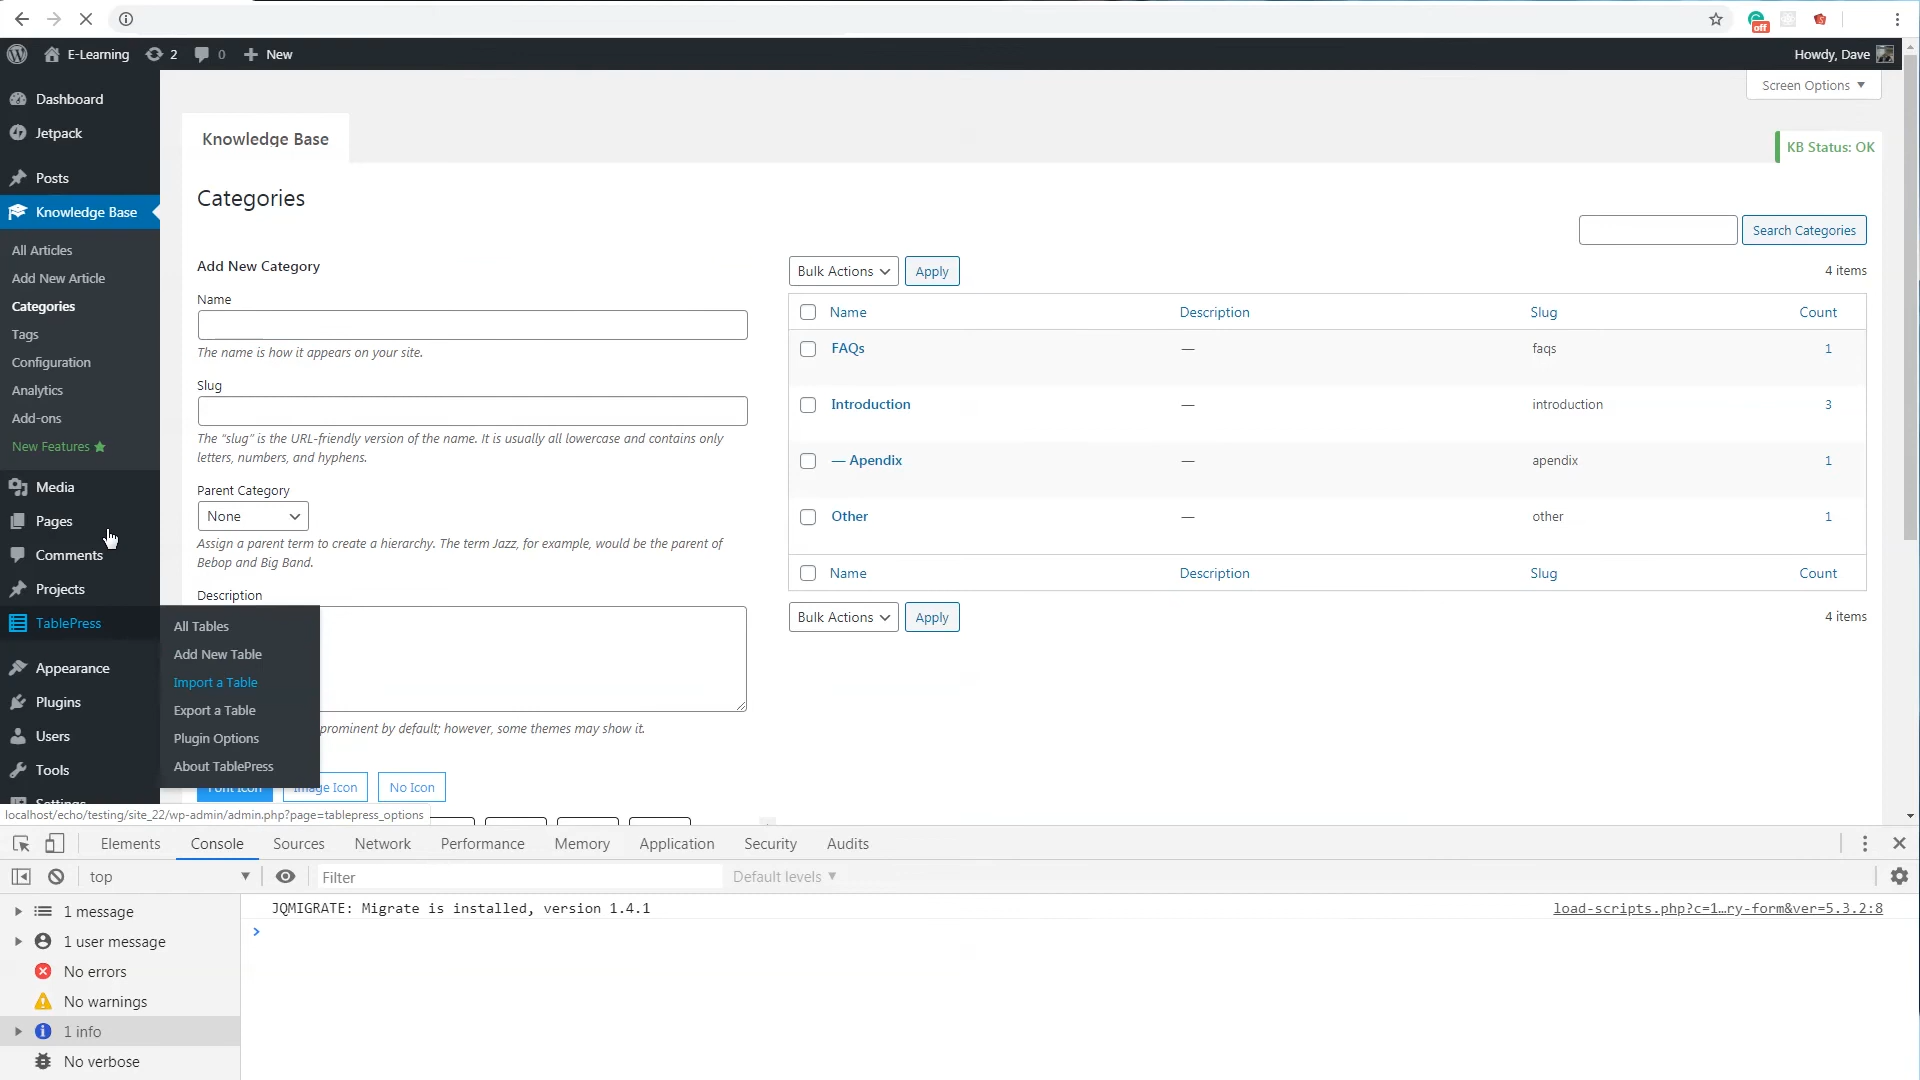 E-Learning
2
0
New
Howdy, Dave
Screen Options
Dashboard
Jetpack
Posts
Knowledge Base
All Articles
Add New Article
Categories
Tags
Configuration
Analytics
Add-ons
New Features
Media
Pages
Comments
Projects
TablePress
Appearance
Plugins
Users
Tools
Settings
All Tables
Add New Table
Import a Table
Export a Table
Plugin Options
About TablePress
Knowledge Base
KB Status: OK
Categories
Search Categories
Add New Category
Name
The name is how it appears on your site.
Slug
The “slug” is the URL-friendly version of the name. It is usually all lowercase and contains only
letters, numbers, and hyphens.
Parent Category
None
Assign a parent term to create a hierarchy. The term Jazz, for example, would be the parent of
Bebop and Big Band.
Description
prominent by default; however, some themes may show it.
Font Icon
Image Icon
No Icon
Bulk Actions
Apply
4 items
Name Description Slug Count
FAQs — faqs 1
Introduction — introduction 3
— Apendix — apendix 1
Other — other 1
Name Description Slug Count
Bulk Actions
Apply
4 items
localhost/echo/testing/site_22/wp-admin/admin.php?page=tablepress_options
Elements Console Sources Network Performance Memory Application Security Audits
top
Filter
Default levels
1 message
1 user message
No errors
No warnings
1 info
No verbose
JQMIGRATE: Migrate is installed, version 1.4.1
load-scripts.php?c=1…ry-form&ver=5.3.2:8
>
off